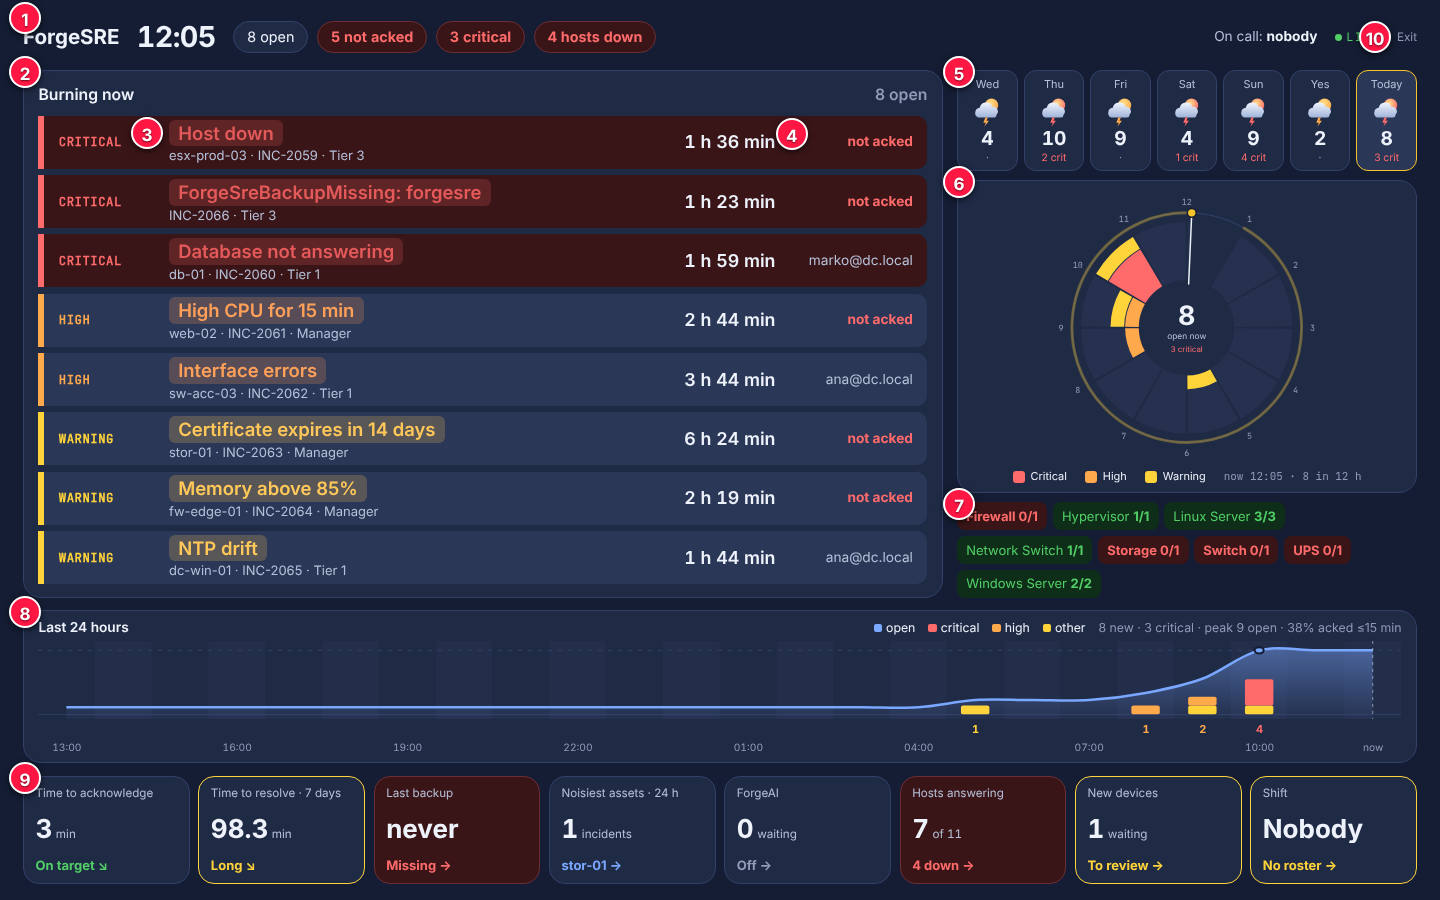 1
ForgeSRE 12:05 8 open 5 not acked 3 critical 4 hosts down On call: nobody 10 Exit
2
Burning now 8 open
CRITICAL 3 Host down 1 h 36 min 4 not acked
esx-prod-03 · INC-2059 · Tier 3
CRITICAL ForgeSreBackupMissing: forgesre 1 h 23 min not acked
INC-2066 · Tier 3
CRITICAL Database not answering 1 h 59 min marko@dc.local
db-01 · INC-2060 · Tier 1
HIGH High CPU for 15 min 2 h 44 min not acked
web-02 · INC-2061 · Manager
HIGH Interface errors 3 h 44 min ana@dc.local
sw-acc-03 · INC-2062 · Tier 1
WARNING Certificate expires in 14 days 6 h 24 min not acked
stor-01 · INC-2063 · Manager
WARNING Memory above 85% 2 h 19 min not acked
fw-edge-01 · INC-2064 · Manager
WARNING NTP drift 1 h 44 min ana@dc.local
dc-win-01 · INC-2065 · Tier 1
5
Wed Thu Fri Sat Sun Yes Today
4 10 9 4 9 2 8
· 2 crit · 1 crit 4 crit · 3 crit
6
12
11 1
10 2
9 3
8 4
7 5
6
8
open now
3 critical
Critical High Warning now 12:05 · 8 in 12 h
7
Firewall 0/1 Hypervisor 1/1 Linux Server 3/3
Network Switch 1/1 Storage 0/1 Switch 0/1 UPS 0/1
Windows Server 2/2
8
Last 24 hours open critical high other 8 new · 3 critical · peak 9 open · 38% acked ≤15 min
1 1 2 4
13:00 16:00 19:00 22:00 01:00 04:00 07:00 10:00 now
9
Time to acknowledge
3 min
On target ↘
Time to resolve · 7 days
98.3 min
Long ↘
Last backup
never
Missing →
Noisiest assets · 24 h
1 incidents
stor-01 →
ForgeAI
0 waiting
Off →
Hosts answering
7 of 11
4 down →
New devices
1 waiting
To review →
Shift
Nobody
No roster →